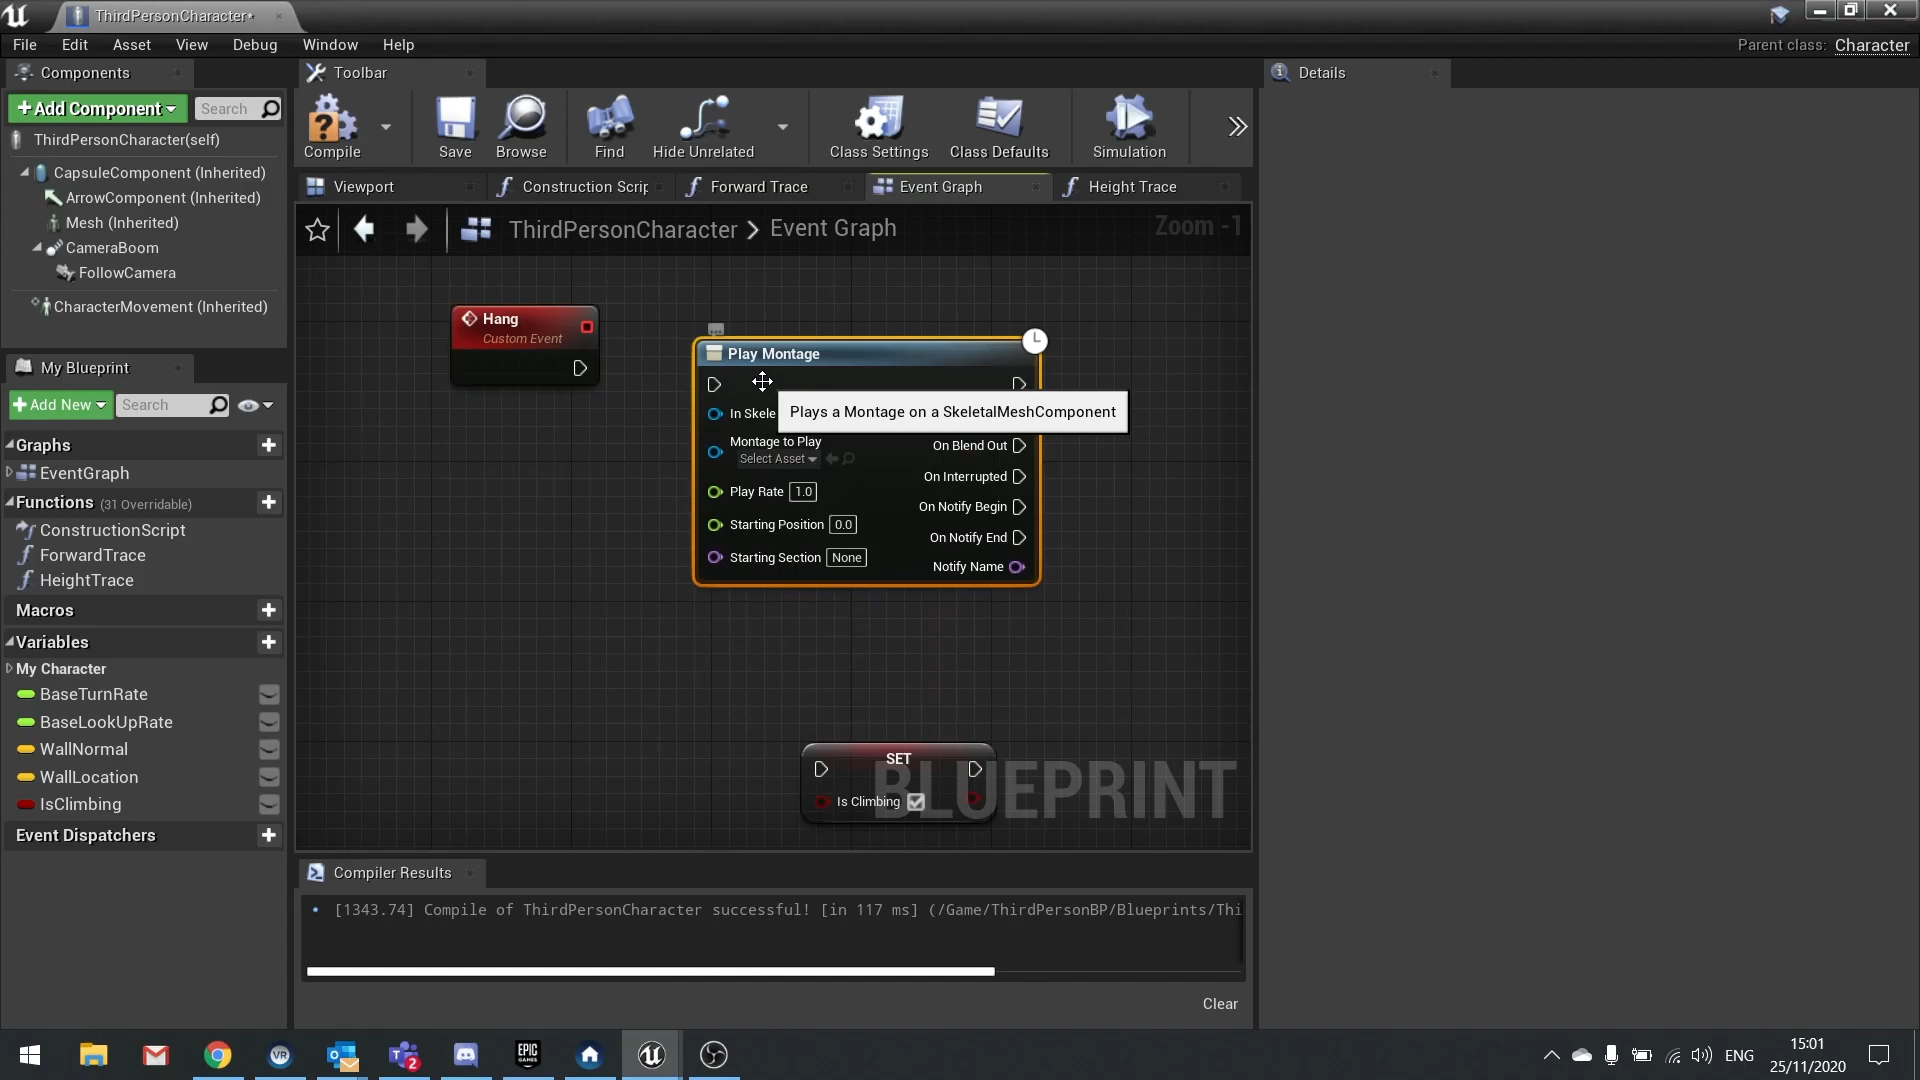 ThirdPersonCharacter*
File Edit Asset View Debug Window Help
Parent class: Character
Components
Toolbar
Details
Add Component
Search
ThirdPersonCharacter(self)
CapsuleComponent (Inherited)
ArrowComponent (Inherited)
Mesh (Inherited)
CameraBoom
FollowCamera
CharacterMovement (Inherited)
Compile
Save
Browse
Find
Hide Unrelated
Class Settings
Class Defaults
Simulation
Viewport
Construction Scrip
Forward Trace
Event Graph
Height Trace
ThirdPersonCharacter
Event Graph
Zoom -1
My Blueprint
Add New
Search
Graphs
EventGraph
Functions (31 Overridable)
ConstructionScript
ForwardTrace
HeightTrace
Macros
Variables
My Character
BaseTurnRate
BaseLookUpRate
WallNormal
WallLocation
IsClimbing
Event Dispatchers
Hang
Custom Event
Play Montage
In Skele
Plays a Montage on a SkeletalMeshComponent
Montage to Play
Select Asset
On Blend Out
On Interrupted
Play Rate 1.0
On Notify Begin
Starting Position 0.0
On Notify End
Starting Section None
Notify Name
SET
Is Climbing
BLUEPRINT
Compiler Results
[1343.74] Compile of ThirdPersonCharacter successful! [in 117 ms] (/Game/ThirdPersonBP/Blueprints/Thi
Clear
VR
2
EPIC
GAMES
ENG
15:01
25/11/2020